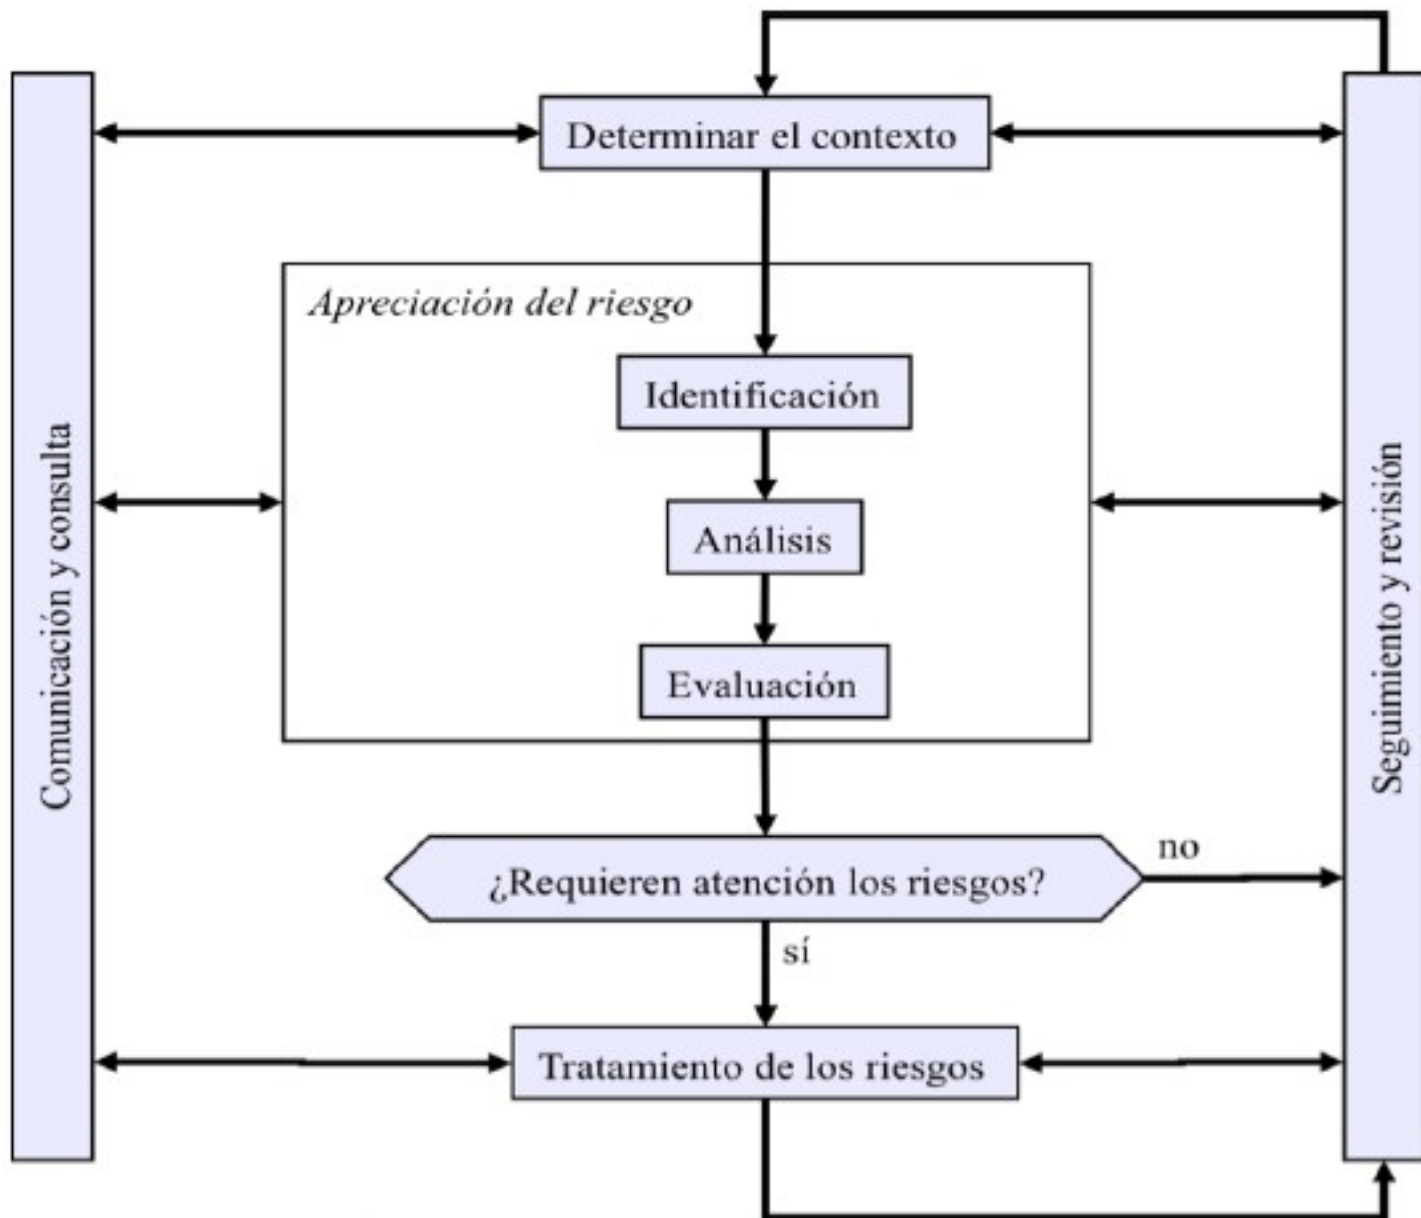 Determinar el contexto
Apreciación del riesgo
Identificación
Análisis
Evaluación
¿Requieren atención los riesgos?
no
sí
Tratamiento de los riesgos
Comunicación y consulta
Seguimiento y revisión